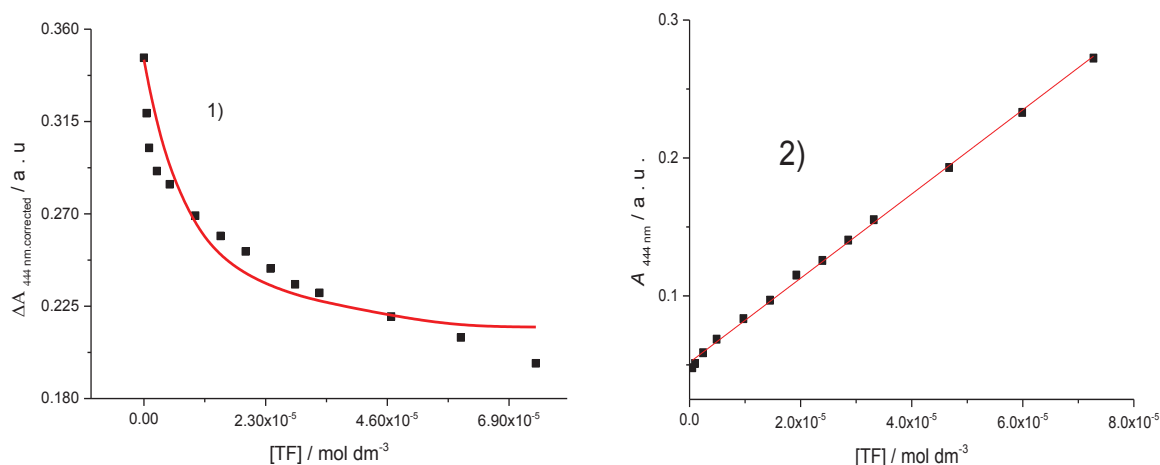 0.360
0.315
0.270
0.225
0.180
ΔA 444 nm.corrected / a . u
1)
0.00
2.30x10-5
4.60x10-5
6.90x10-5
[TF] / mol dm-3
0.3
0.2
0.1
A 444 nm / a . u.
2)
0.0
2.0x10-5
4.0x10-5
6.0x10-5
8.0x10-5
[TF] / mol dm-3